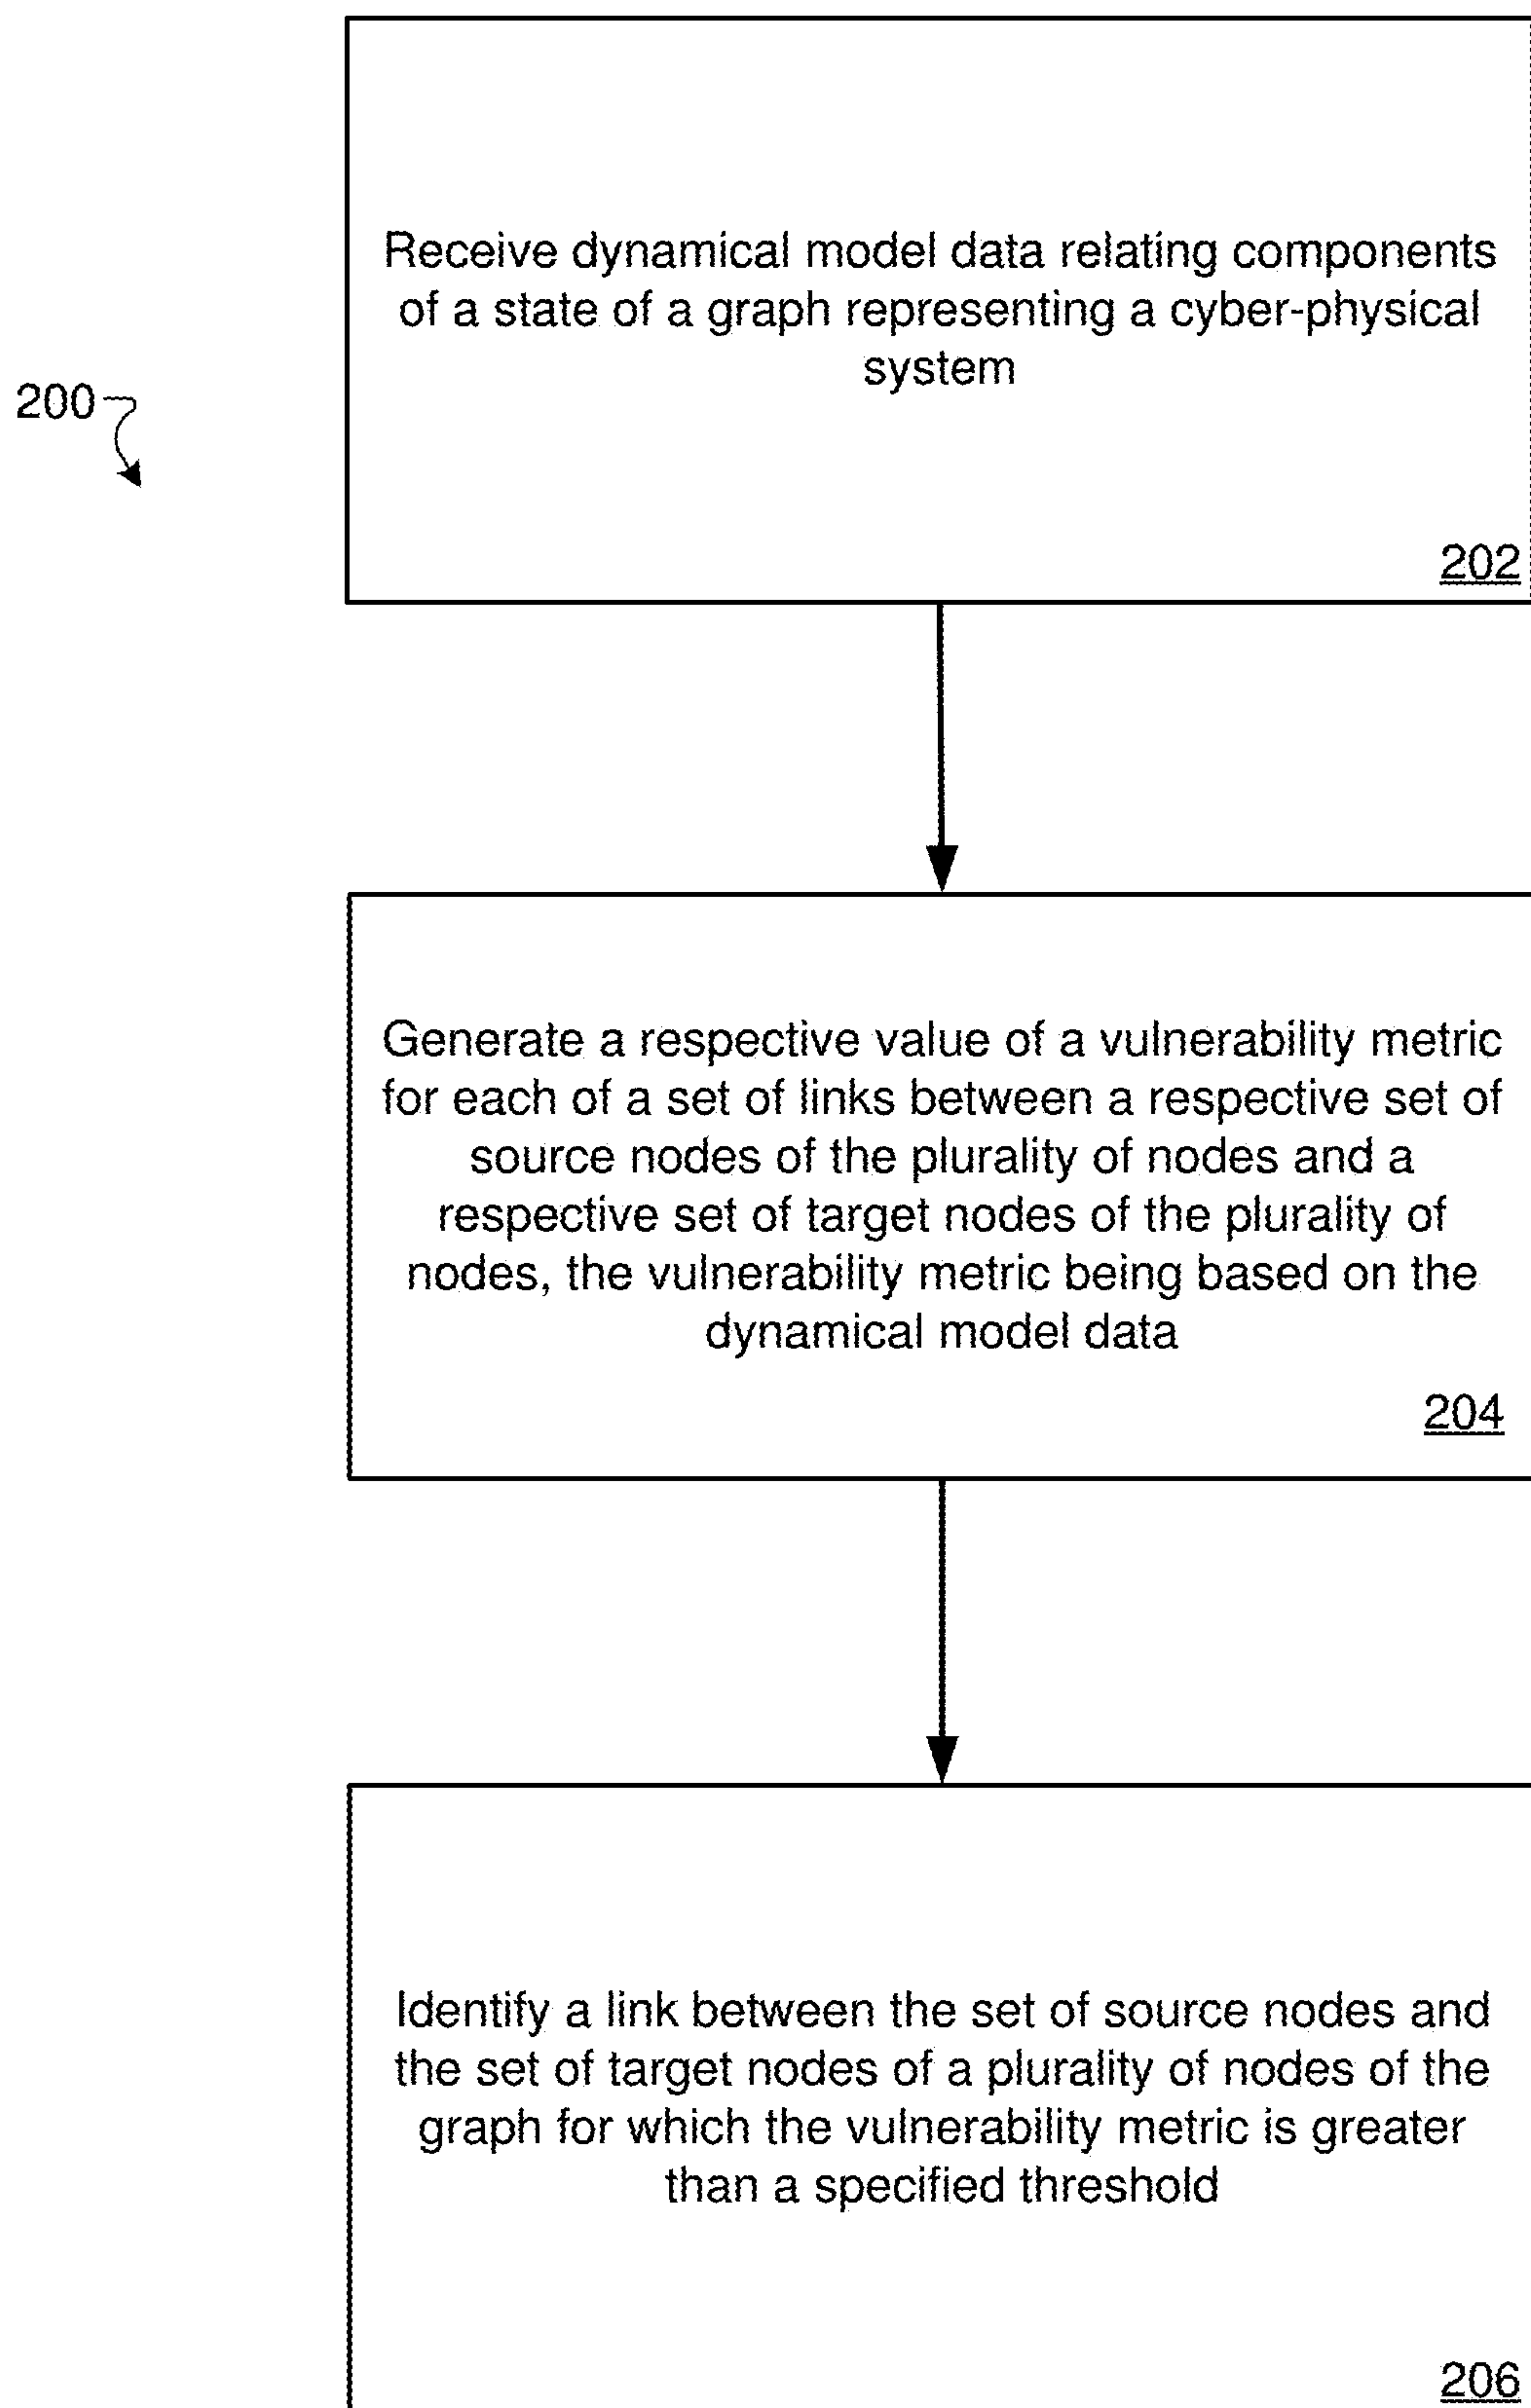 Receive dynamical model data relating components
of a state of a graph representing a cyber-physical
system
200
202
Generate a respective value of a vulnerability metric
for each of a set of links between a respective set of
source nodes of the plurality of nodes and a
respective set of target nodes of the plurality of
nodes, the vulnerability metric being based on the
dynamical model data
204
Identify a link between the set of source nodes and
the set of target nodes of a plurality of nodes of the
graph for which the vulnerability metric is greater
than a specified threshold
206